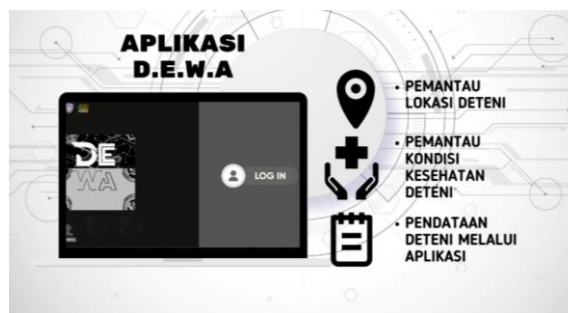 APLIKASI
D.E.W.A
DE
WA
LOG IN
• PEMANTAU
LOKASI DETENI
• PEMANTAU
KONDISI
KESEHATAN
DETENI
• PENDATAAN
DETENI MELALUI
APLIKASI